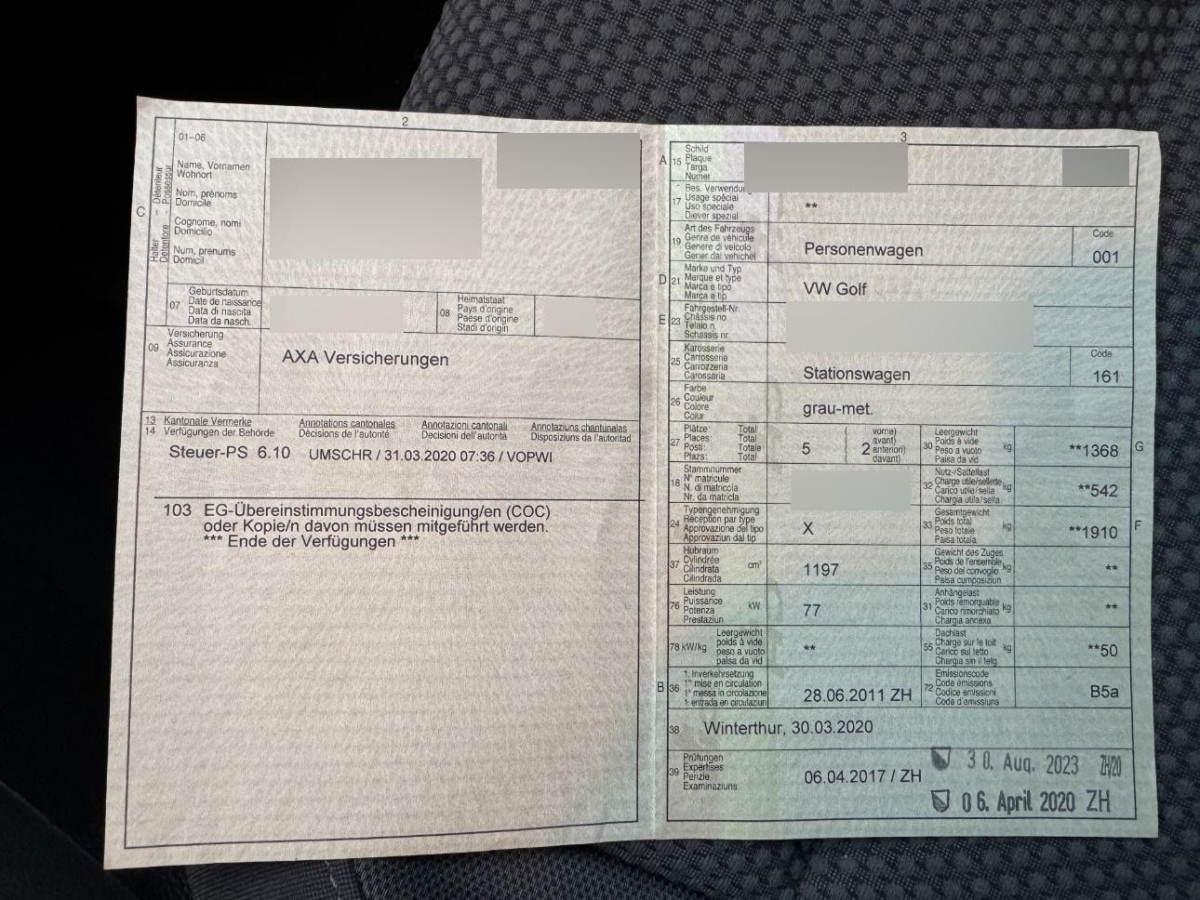 2
01-06
C
Halter - Détenteur
Detentore - Possessur
Name, Vornamen
Wohnort
Nom, prénoms
Domicile
Cognome, nomi
Domicilio
Num, prenums
Domicil
07
Geburtsdatum
Date de naissance
Data di nascita
Data da nasch.
08
Heimatstaat
Pays d'origine
Paese d'origine
Stadi d'origin
09
Versicherung
Assurance
Assicurazione
Assicuranza
AXA Versicherungen
13 Kantonale Vermerke Annotations cantonales Annotazioni cantonali Annotaziuns chantunalas
14 Verfügungen der Behörde Décisions de l'autorité Decisioni dell'autorità Disposiziuns da l'autoritad
Steuer-PS 6.10 UMSCHR / 31.03.2020 07:36 / VOPWI
103 EG-Übereinstimmungsbescheinigung/en (COC)
oder Kopie/n davon müssen mitgeführt werden.
*** Ende der Verfügungen ***
3
A 15
Schild
Plaque
Targa
Numer
17
Bes. Verwendu
Usage spécial
Uso speciale
Diever spezial
**
19
Art des Fahrzeugs
Genre de véhicule
Genere di veicolo
Gener dal vehichel
Personenwagen
Code
001
D 21
Marke und Typ
Marque et type
Marca e tipo
Marca e tip
VW Golf
E 23
Fahrgestell-Nr.
Châssis no
Telaio n.
Schassis nr.
25
Karosserie
Carrosserie
Carrozzeria
Carossaria
Stationswagen
Code
161
26
Farbe
Couleur
Colore
Colur
grau-met.
27
Plätze: Total
Places: Total
Posti: Totale
Plazs: Total
5
2
vorne)
avant)
anteriori)
davant)
30
Leergewicht
Poids à vide
Peso a vuoto
Paisa da vid
kg
**1368
G
18
Stammnummer
N° matricule
N. di matricola
Nr. da matricla
32
Nutz-/Sattellast
Charge utile/sellette
Carico utile/sella
Chargia utila/sella
kg
**542
24
Typengenehmigung
Réception par type
Approvazione del tipo
Approvaziun dal tip
X
33
Gesamtgewicht
Poids total
Peso totale
Paisa totala
kg
**1910
F
37
Hubraum
Cylindrée
Cilindrata
Cilindrada
cm³
1197
35
Gewicht des Zuges
Poids de l'ensemble
Peso del convoglio
Paisa cumposiziun
kg
**
76
Leistung
Puissance
Potenza
Prestaziun
kW
77
31
Anhängelast
Poids remorquable
Carico rimorchiato
Chargia annexa
kg
**
78 kW/kg
Leergewicht
poids à vide
peso a vuoto
paisa da vid
**
55
Dachlast
Charge sur le toit
Carico sul tetto
Chargia sin il tetg
kg
**50
B 36
1. Inverkehrsetzung
1re mise en circulation
1a messa in circolazione
1. entrada en circulaziun
28.06.2011 ZH
72
Emissionscode
Code émissions
Codice emissioni
Code d'emissiuns
B5a
38
Winterthur, 30.03.2020
39
Prüfungen
Expertises
Perizie
Examinaziuns
06.04.2017 / ZH
30. Aug. 2023 ZH20
06. April 2020 ZH